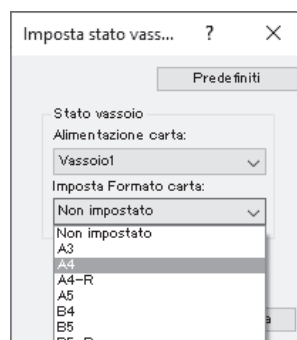 Imposta stato vass... ? ×
Predefiniti
Stato vassoio
Alimentazione carta:
Vassoio1
Imposta Formato carta:
Non impostato
Non impostato
A3
A4
A4-R
A5
B4
B5